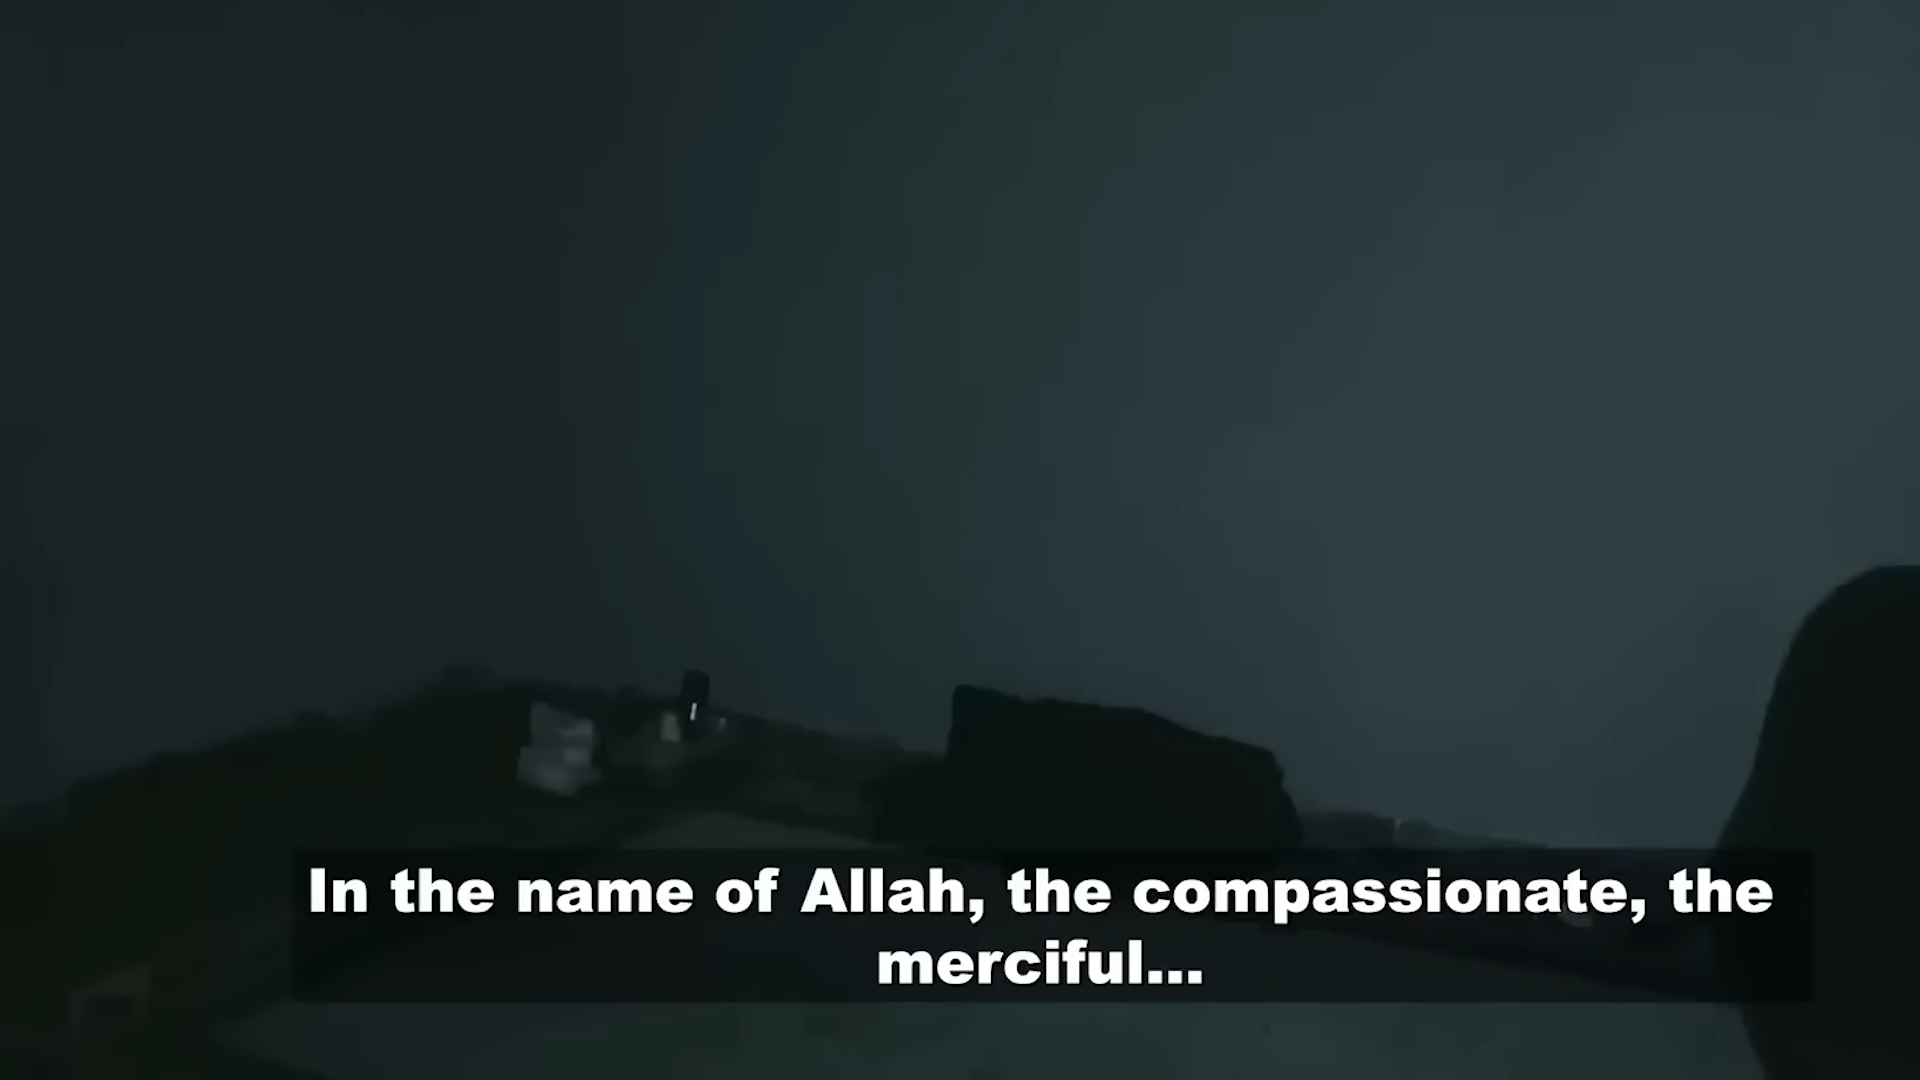 In the name of Allah, the compassionate, the
merciful...